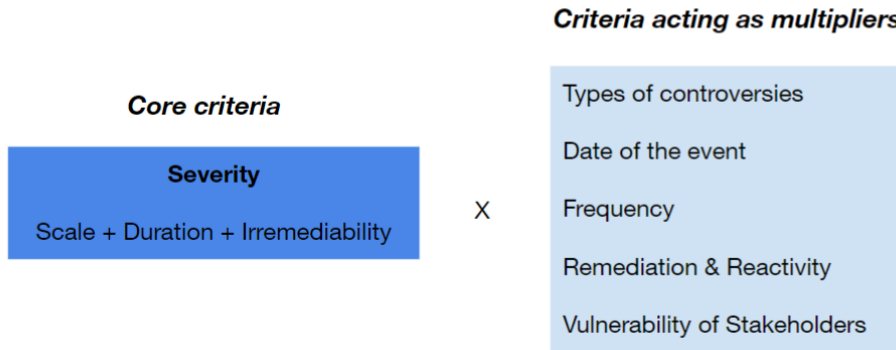 Criteria acting as multipliers
Core criteria
Severity
Scale + Duration + Irremediability
X
Types of controversies
Date of the event
Frequency
Remediation & Reactivity
Vulnerability of Stakeholders